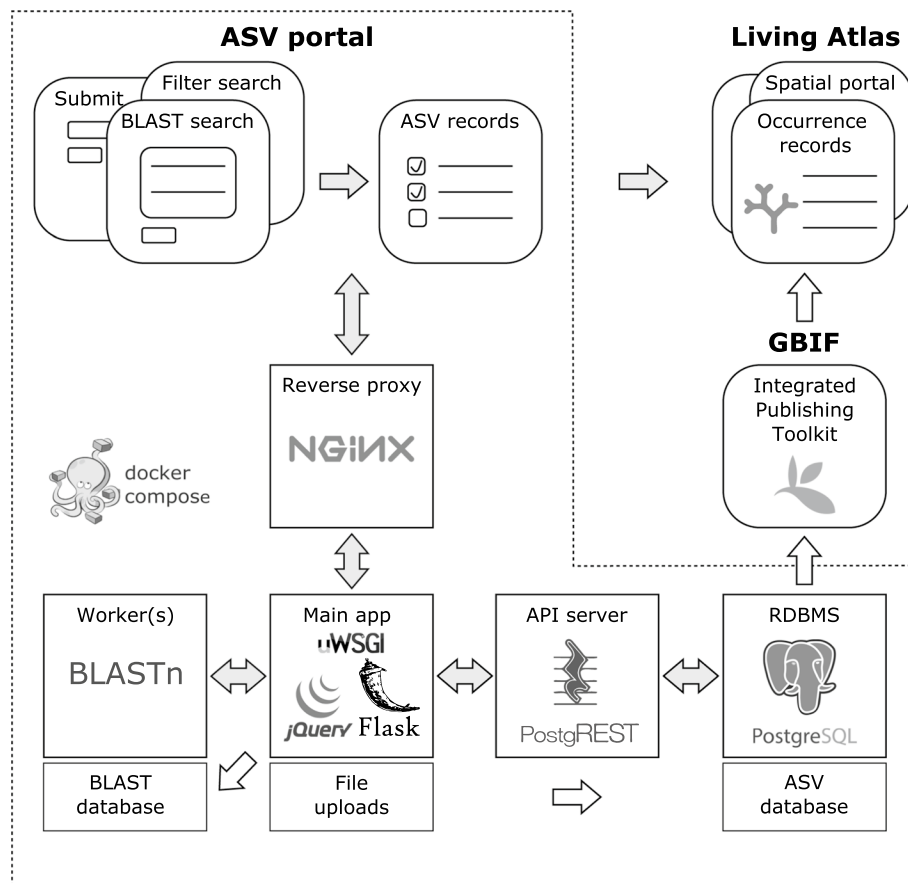 ASV portal
Living Atlas
Submit
Filter search
BLAST search
ASV records
Spatial portal
Occurrence
records
GBIF
Reverse proxy
NGiNX
Integrated
Publishing
Toolkit
docker
compose
Worker(s)
BLASTn
Main app
uWSGI
jQuery
Flask
API server
PostgREST
RDBMS
PostgreSQL
BLAST
database
File
uploads
ASV
database